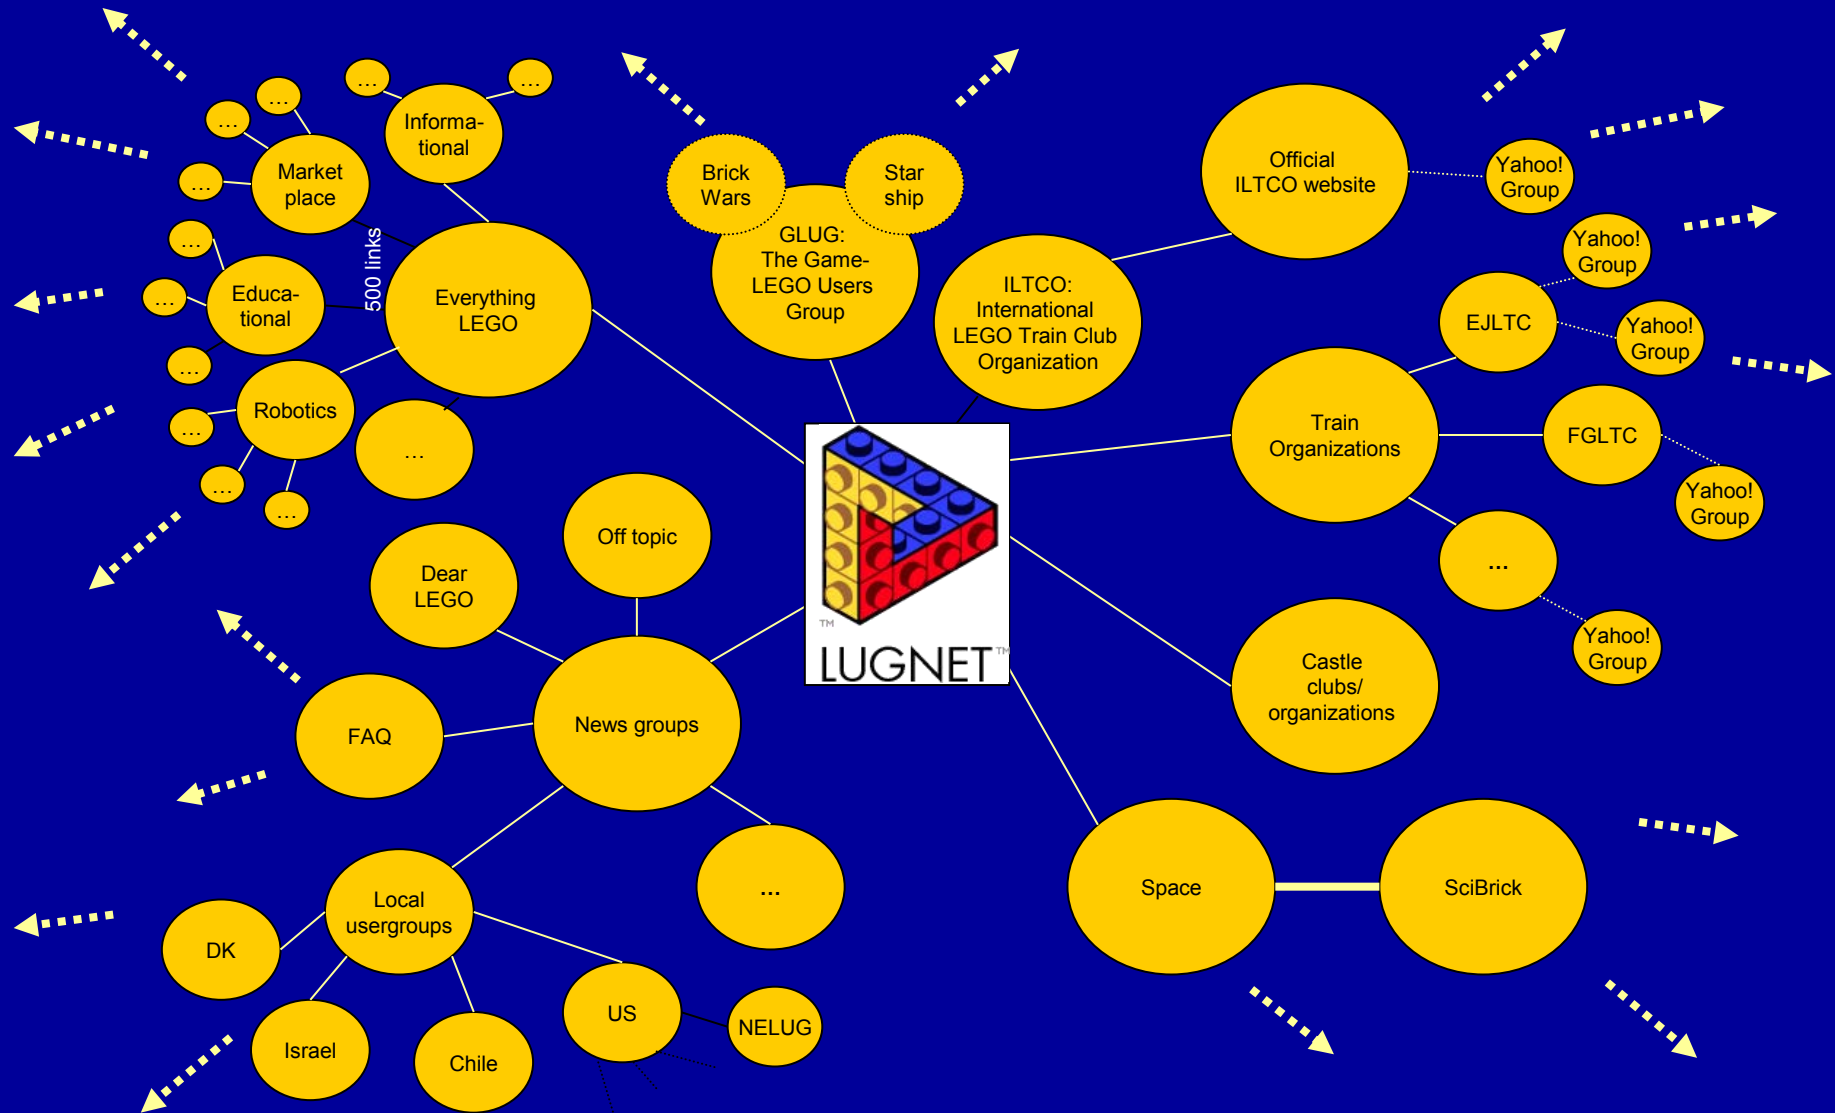 ...
...
...
...
Informa-
tional
Market
place
...
...
Educa-
tional
...
...
500 links
Everything
LEGO
Robotics
...
...
...
...
Brick
Wars
Star
ship
GLUG:
The Game-
LEGO Users
Group
ILTCO:
International
LEGO Train Club
Organization
Official
ILTCO website
Yahoo!
Group
Yahoo!
Group
EJLTC
Yahoo!
Group
Train
Organizations
FGLTC
Yahoo!
Group
...
Yahoo!
Group
TM
LUGNET TM
Off topic
Dear
LEGO
FAQ
News groups
...
Castle
clubs/
organizations
Space
SciBrick
Local
usergroups
DK
Israel
Chile
US
NELUG